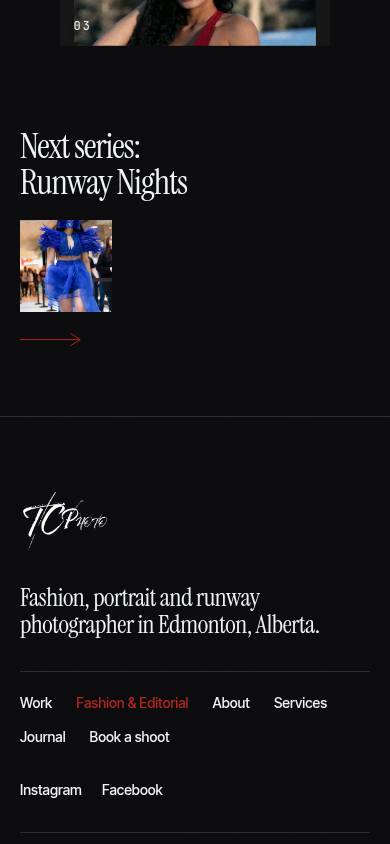 03
Next series:
Runway Nights
TCPHOTO
Fashion, portrait and runway
photographer in Edmonton, Alberta.
Work Fashion & Editorial About Services
Journal Book a shoot
Instagram Facebook